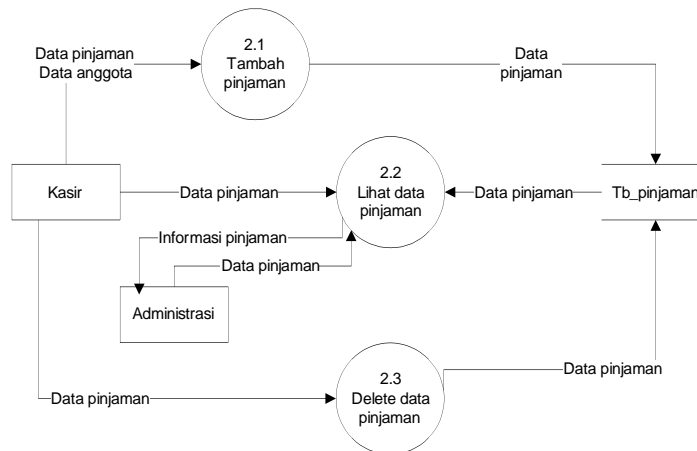 2.1
Tambah
pinjaman
Data pinjaman
Data anggota
Data
pinjaman
2.2
Lihat data
pinjaman
Kasir
Data pinjaman
Data pinjaman
Tb_pinjaman
Informasi pinjaman
Data pinjaman
Administrasi
2.3
Delete data
pinjaman
Data pinjaman
Data pinjaman